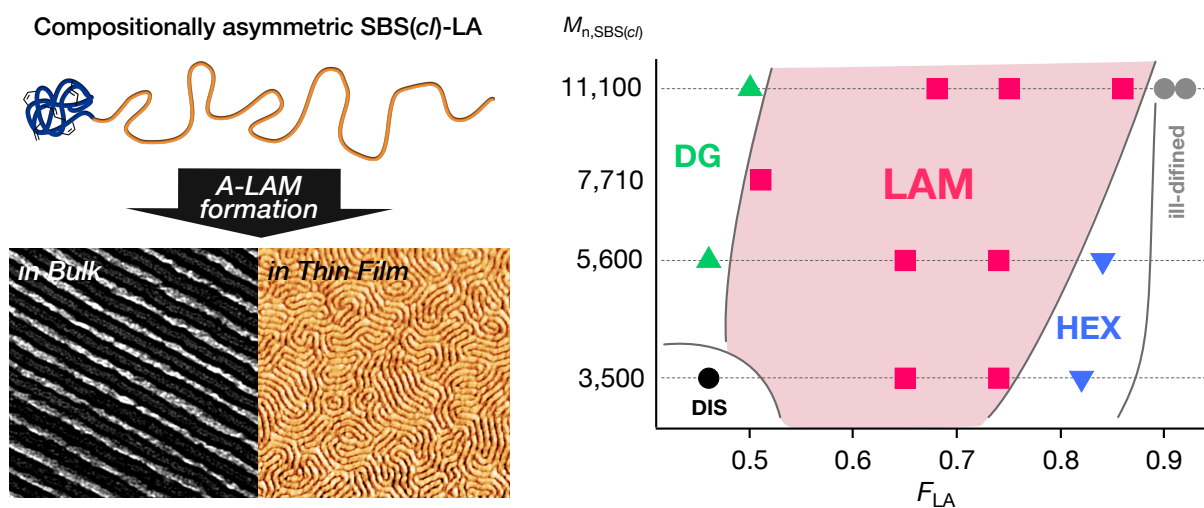 Compositionally asymmetric SBS(cl)-LA
A-LAM
formation
in Bulk
in Thin Film
Mn,SBS(cl)
11,100
7,710
5,600
3,500
DG
LAM
HEX
DIS
ill-difined
0.5
0.6
0.7
0.8
0.9
FLA